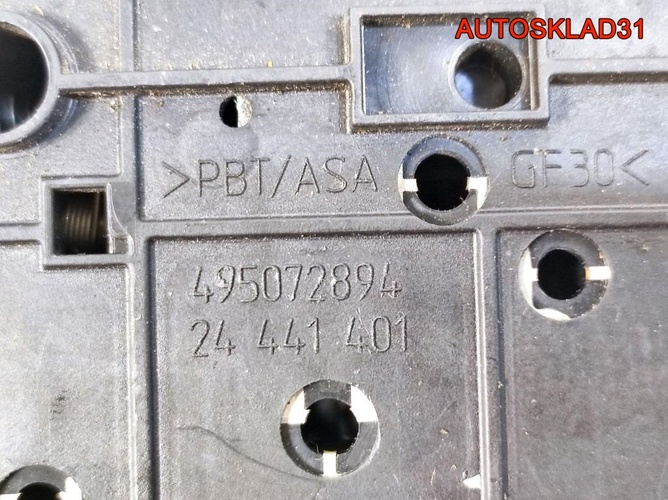 AUTOSKLAD31
>PBT/ASA GF30<
495072894
24 441 401